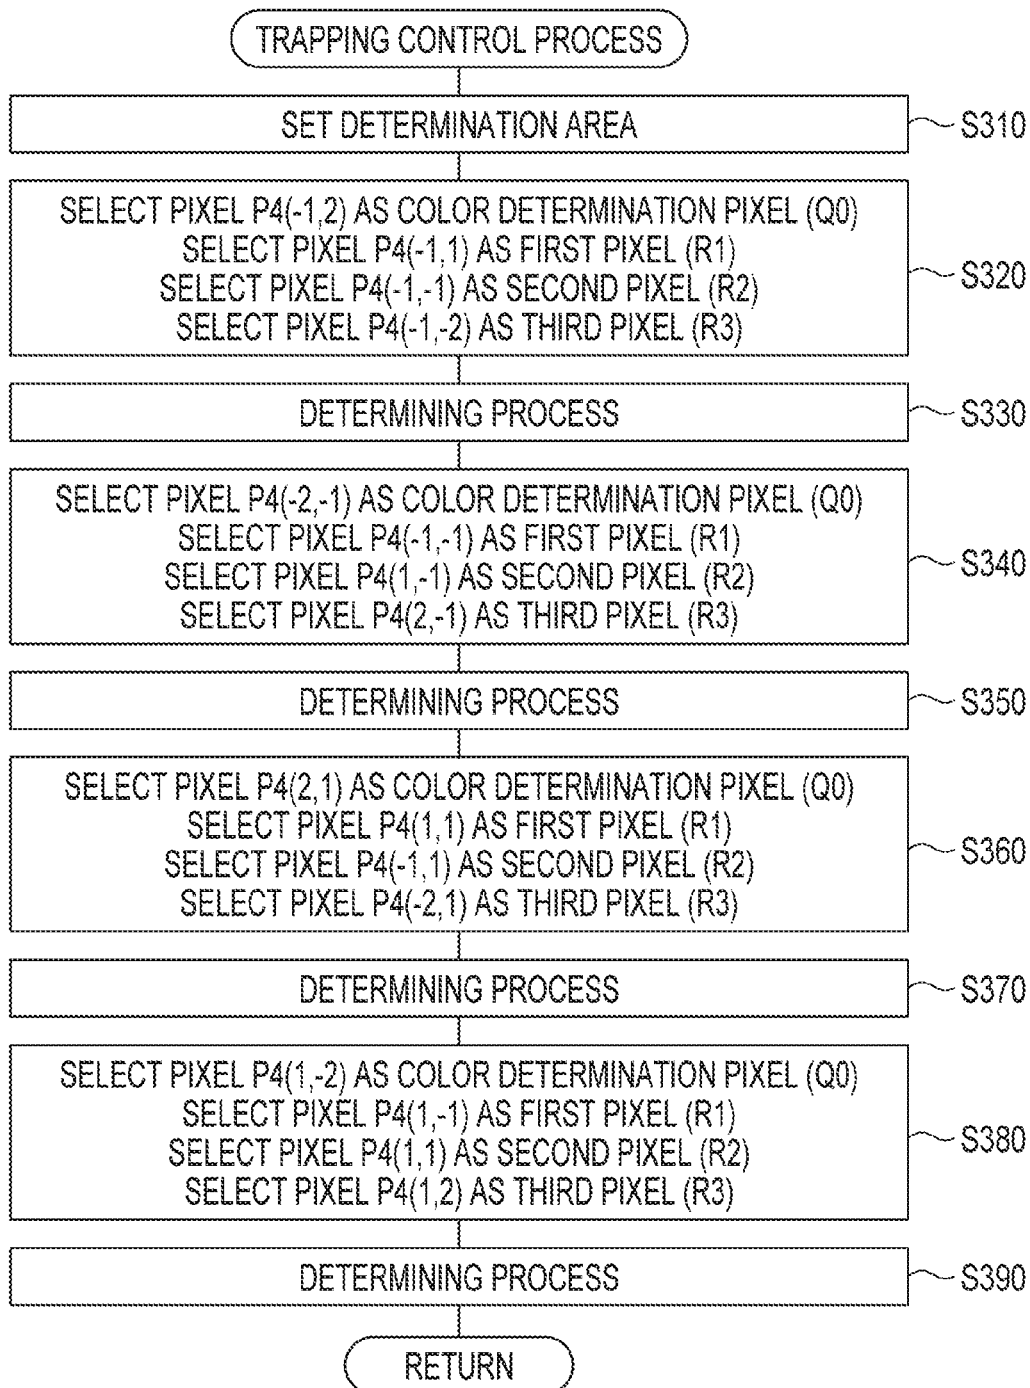 TRAPPING CONTROL PROCESS
SET DETERMINATION AREA
S310
SELECT PIXEL P4(-1,2) AS COLOR DETERMINATION PIXEL (Q0)
SELECT PIXEL P4(-1,1) AS FIRST PIXEL (R1)
SELECT PIXEL P4(-1,-1) AS SECOND PIXEL (R2)
SELECT PIXEL P4(-1,-2) AS THIRD PIXEL (R3)
S320
DETERMINING PROCESS
S330
SELECT PIXEL P4(-2,-1) AS COLOR DETERMINATION PIXEL (Q0)
SELECT PIXEL P4(-1,-1) AS FIRST PIXEL (R1)
SELECT PIXEL P4(1,-1) AS SECOND PIXEL (R2)
SELECT PIXEL P4(2,-1) AS THIRD PIXEL (R3)
S340
DETERMINING PROCESS
S350
SELECT PIXEL P4(2,1) AS COLOR DETERMINATION PIXEL (Q0)
SELECT PIXEL P4(1,1) AS FIRST PIXEL (R1)
SELECT PIXEL P4(-1,1) AS SECOND PIXEL (R2)
SELECT PIXEL P4(-2,1) AS THIRD PIXEL (R3)
S360
DETERMINING PROCESS
S370
SELECT PIXEL P4(1,-2) AS COLOR DETERMINATION PIXEL (Q0)
SELECT PIXEL P4(1,-1) AS FIRST PIXEL (R1)
SELECT PIXEL P4(1,1) AS SECOND PIXEL (R2)
SELECT PIXEL P4(1,2) AS THIRD PIXEL (R3)
S380
DETERMINING PROCESS
S390
RETURN